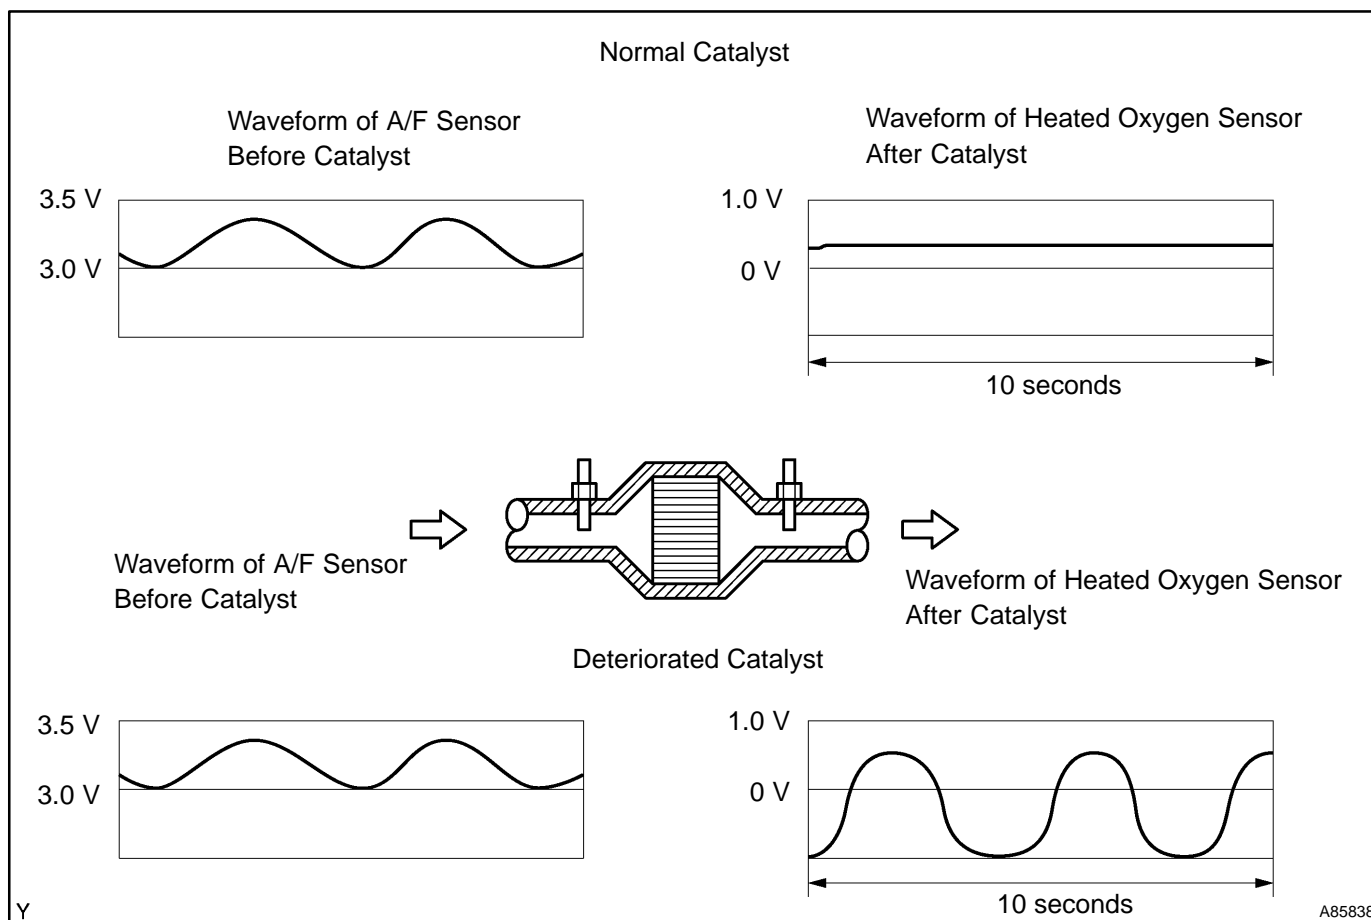 Normal Catalyst
Waveform of A/F Sensor
Before Catalyst
Waveform of Heated Oxygen Sensor
After Catalyst
3.5 V
3.0 V
1.0 V
0 V
10 seconds
Waveform of A/F Sensor
Before Catalyst
Waveform of Heated Oxygen Sensor
After Catalyst
Deteriorated Catalyst
3.5 V
3.0 V
1.0 V
0 V
10 seconds
Y
A85838